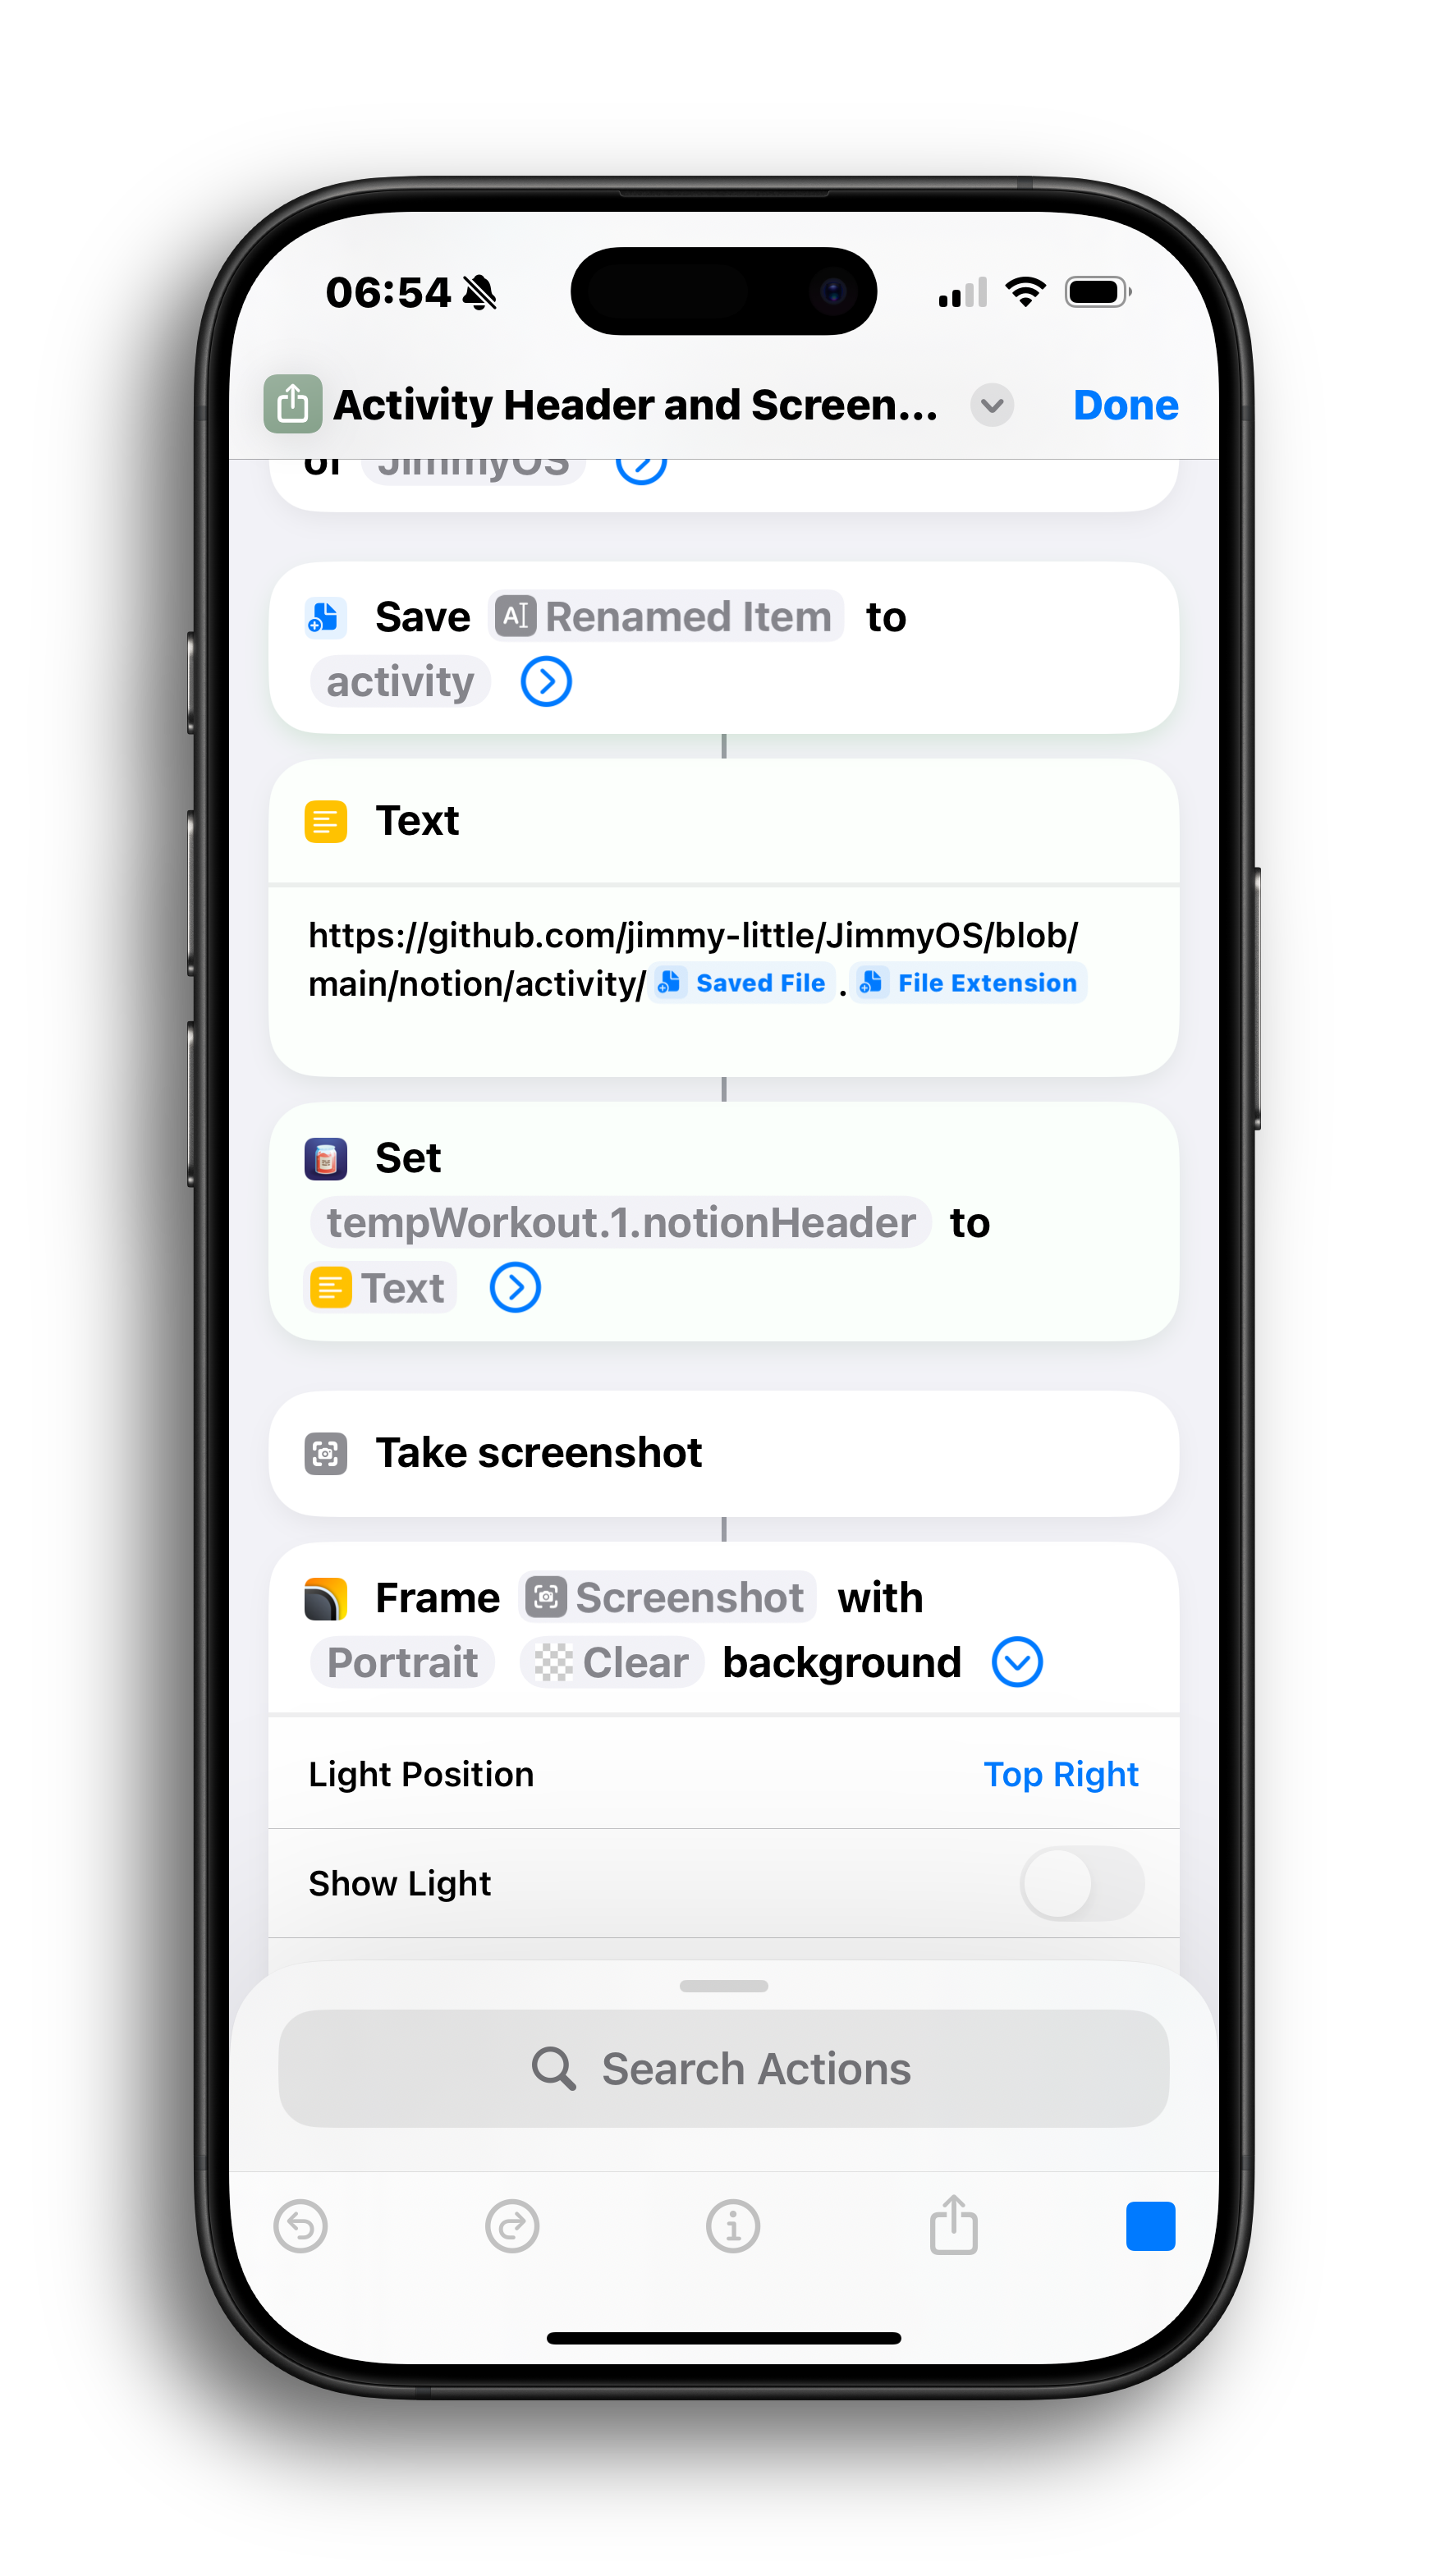 06:54
Activity Header and Screen...
Done
of JimmyOS
Save Renamed Item to
activity
Text
https://github.com/jimmy-little/JimmyOS/blob/
main/notion/activity/ Saved File . File Extension
Set
tempWorkout.1.notionHeader to
Text
Take screenshot
Frame Screenshot with
Portrait Clear background
Light Position
Top Right
Show Light
Search Actions